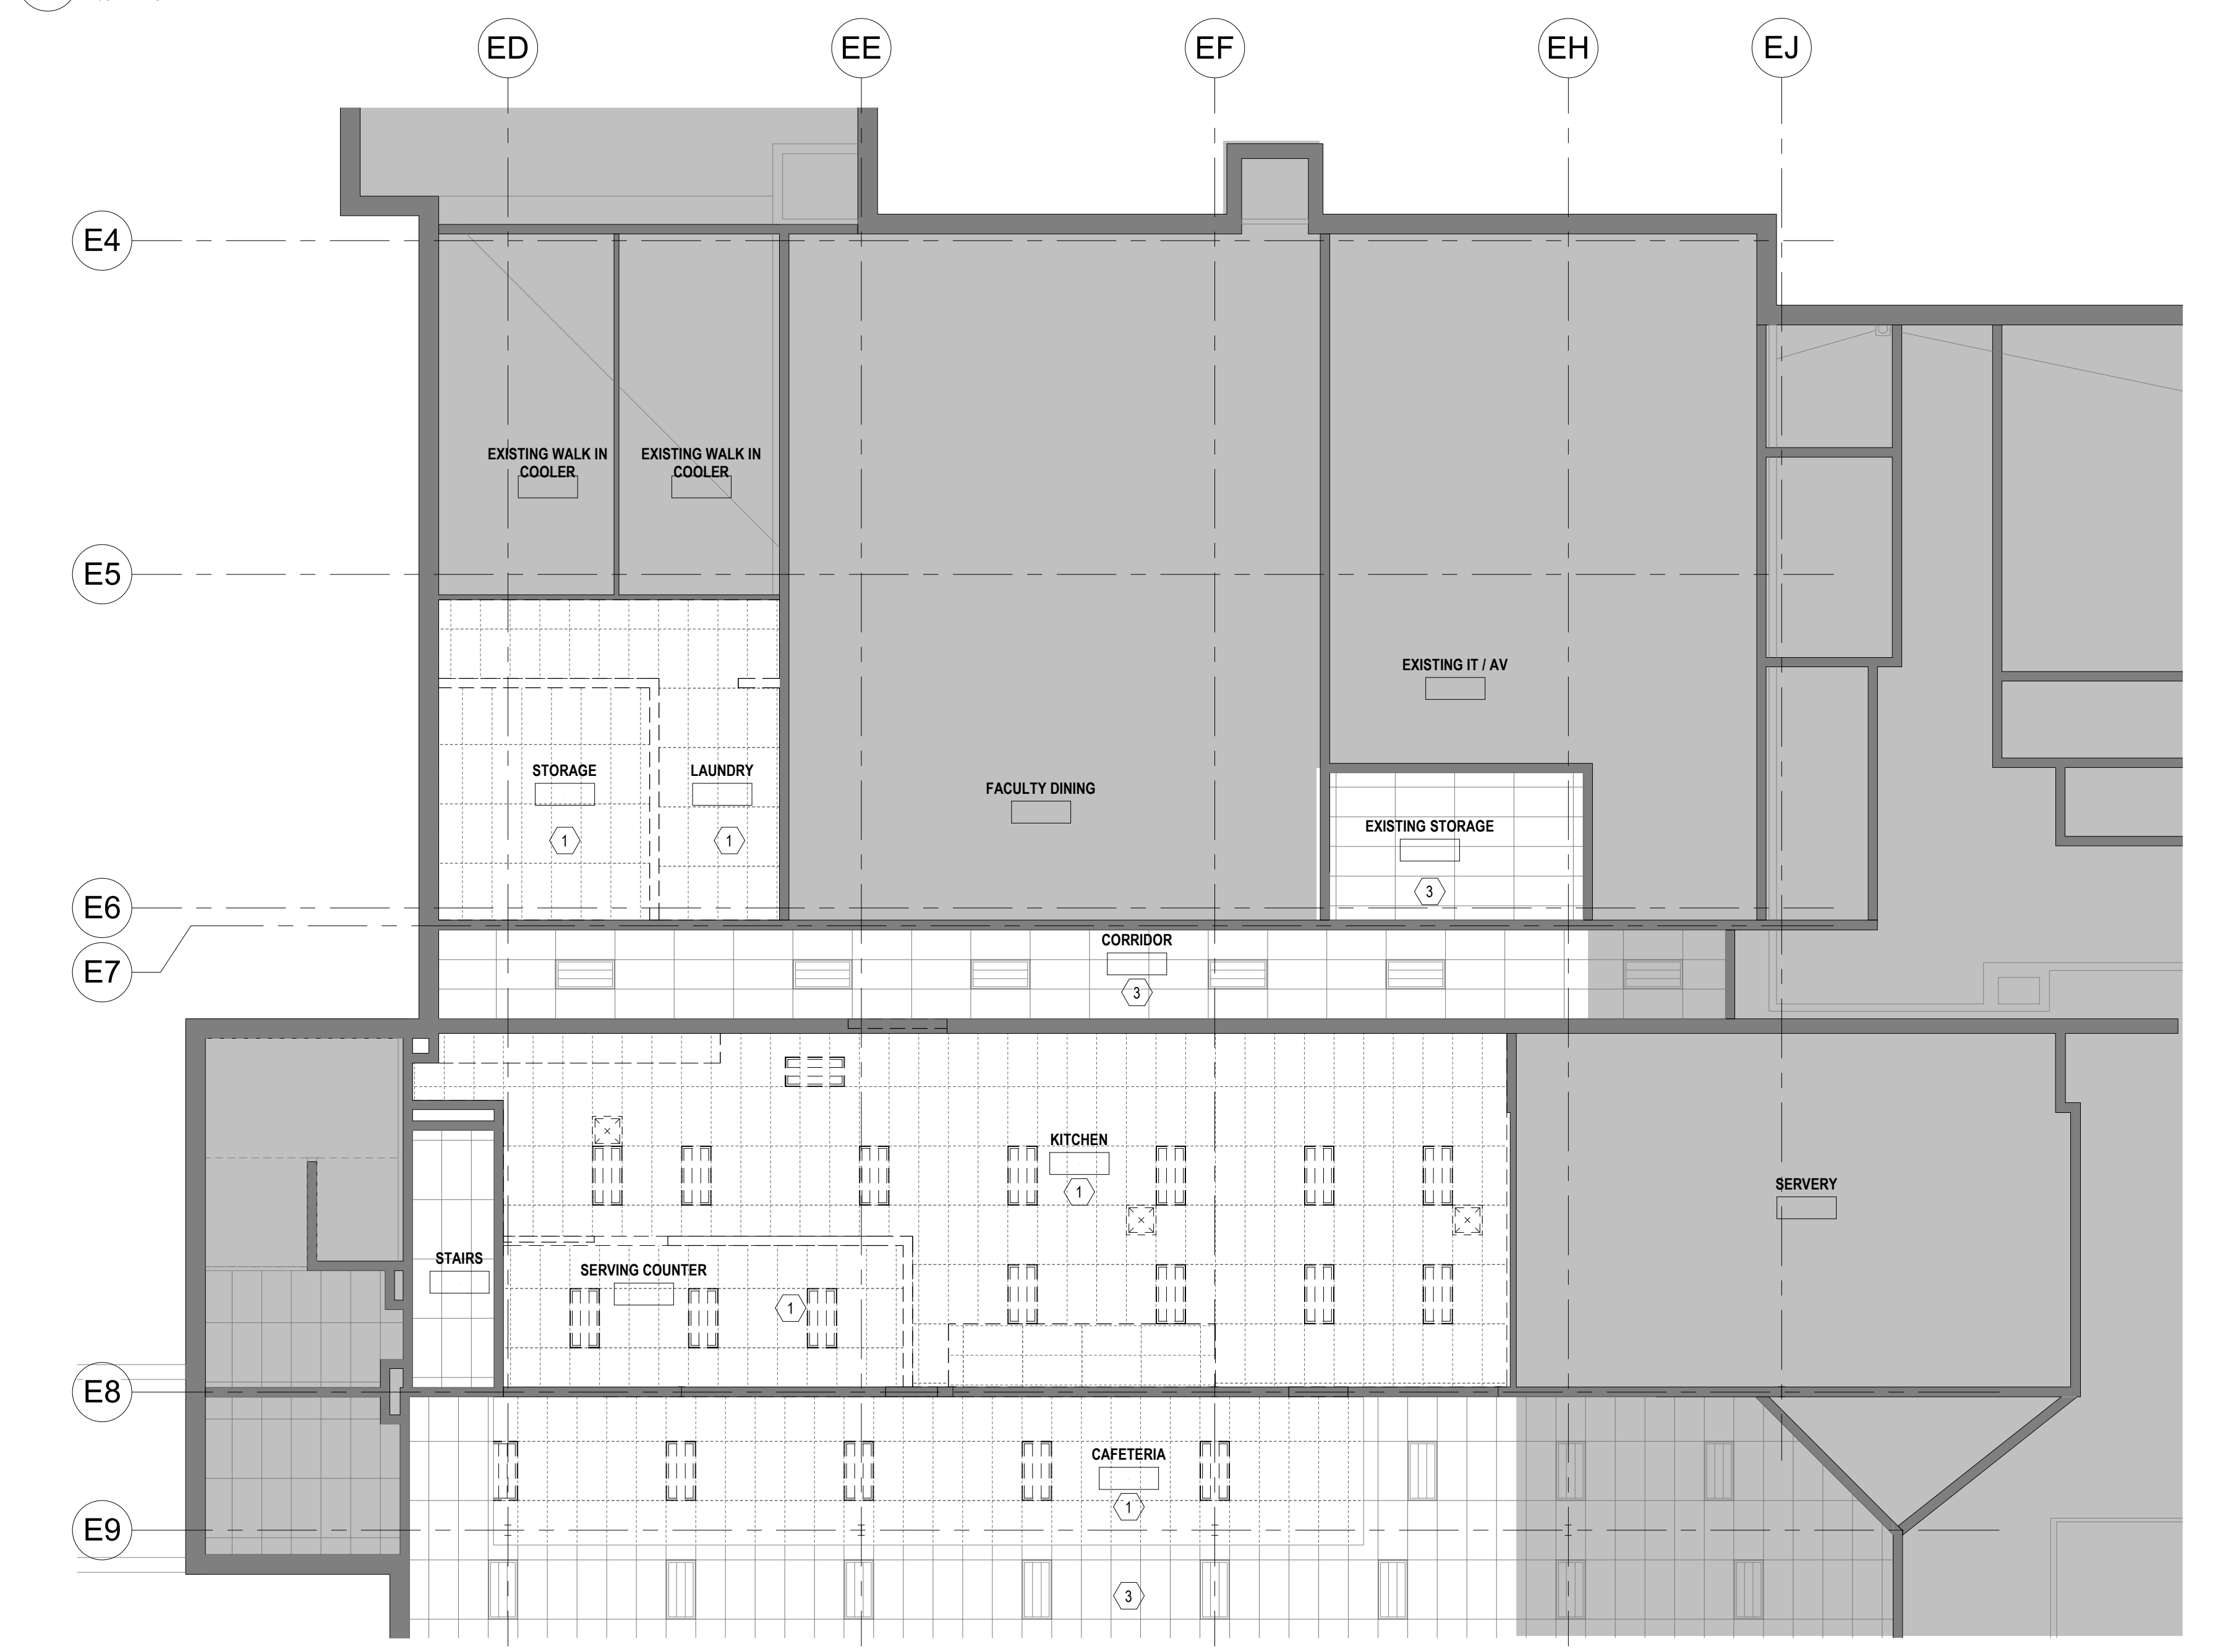 ED
EE
EF
EH
EJ
E4
EXISTING WALK IN
COOLER
EXISTING WALK IN
COOLER
E5
EXISTING IT / AV
STORAGE
LAUNDRY
FACULTY DINING
1
1
EXISTING STORAGE
3
E6
E7
CORRIDOR
3
KITCHEN
1
SERVERY
STAIRS
SERVING COUNTER
1
E8
CAFETERIA
1
E9
3